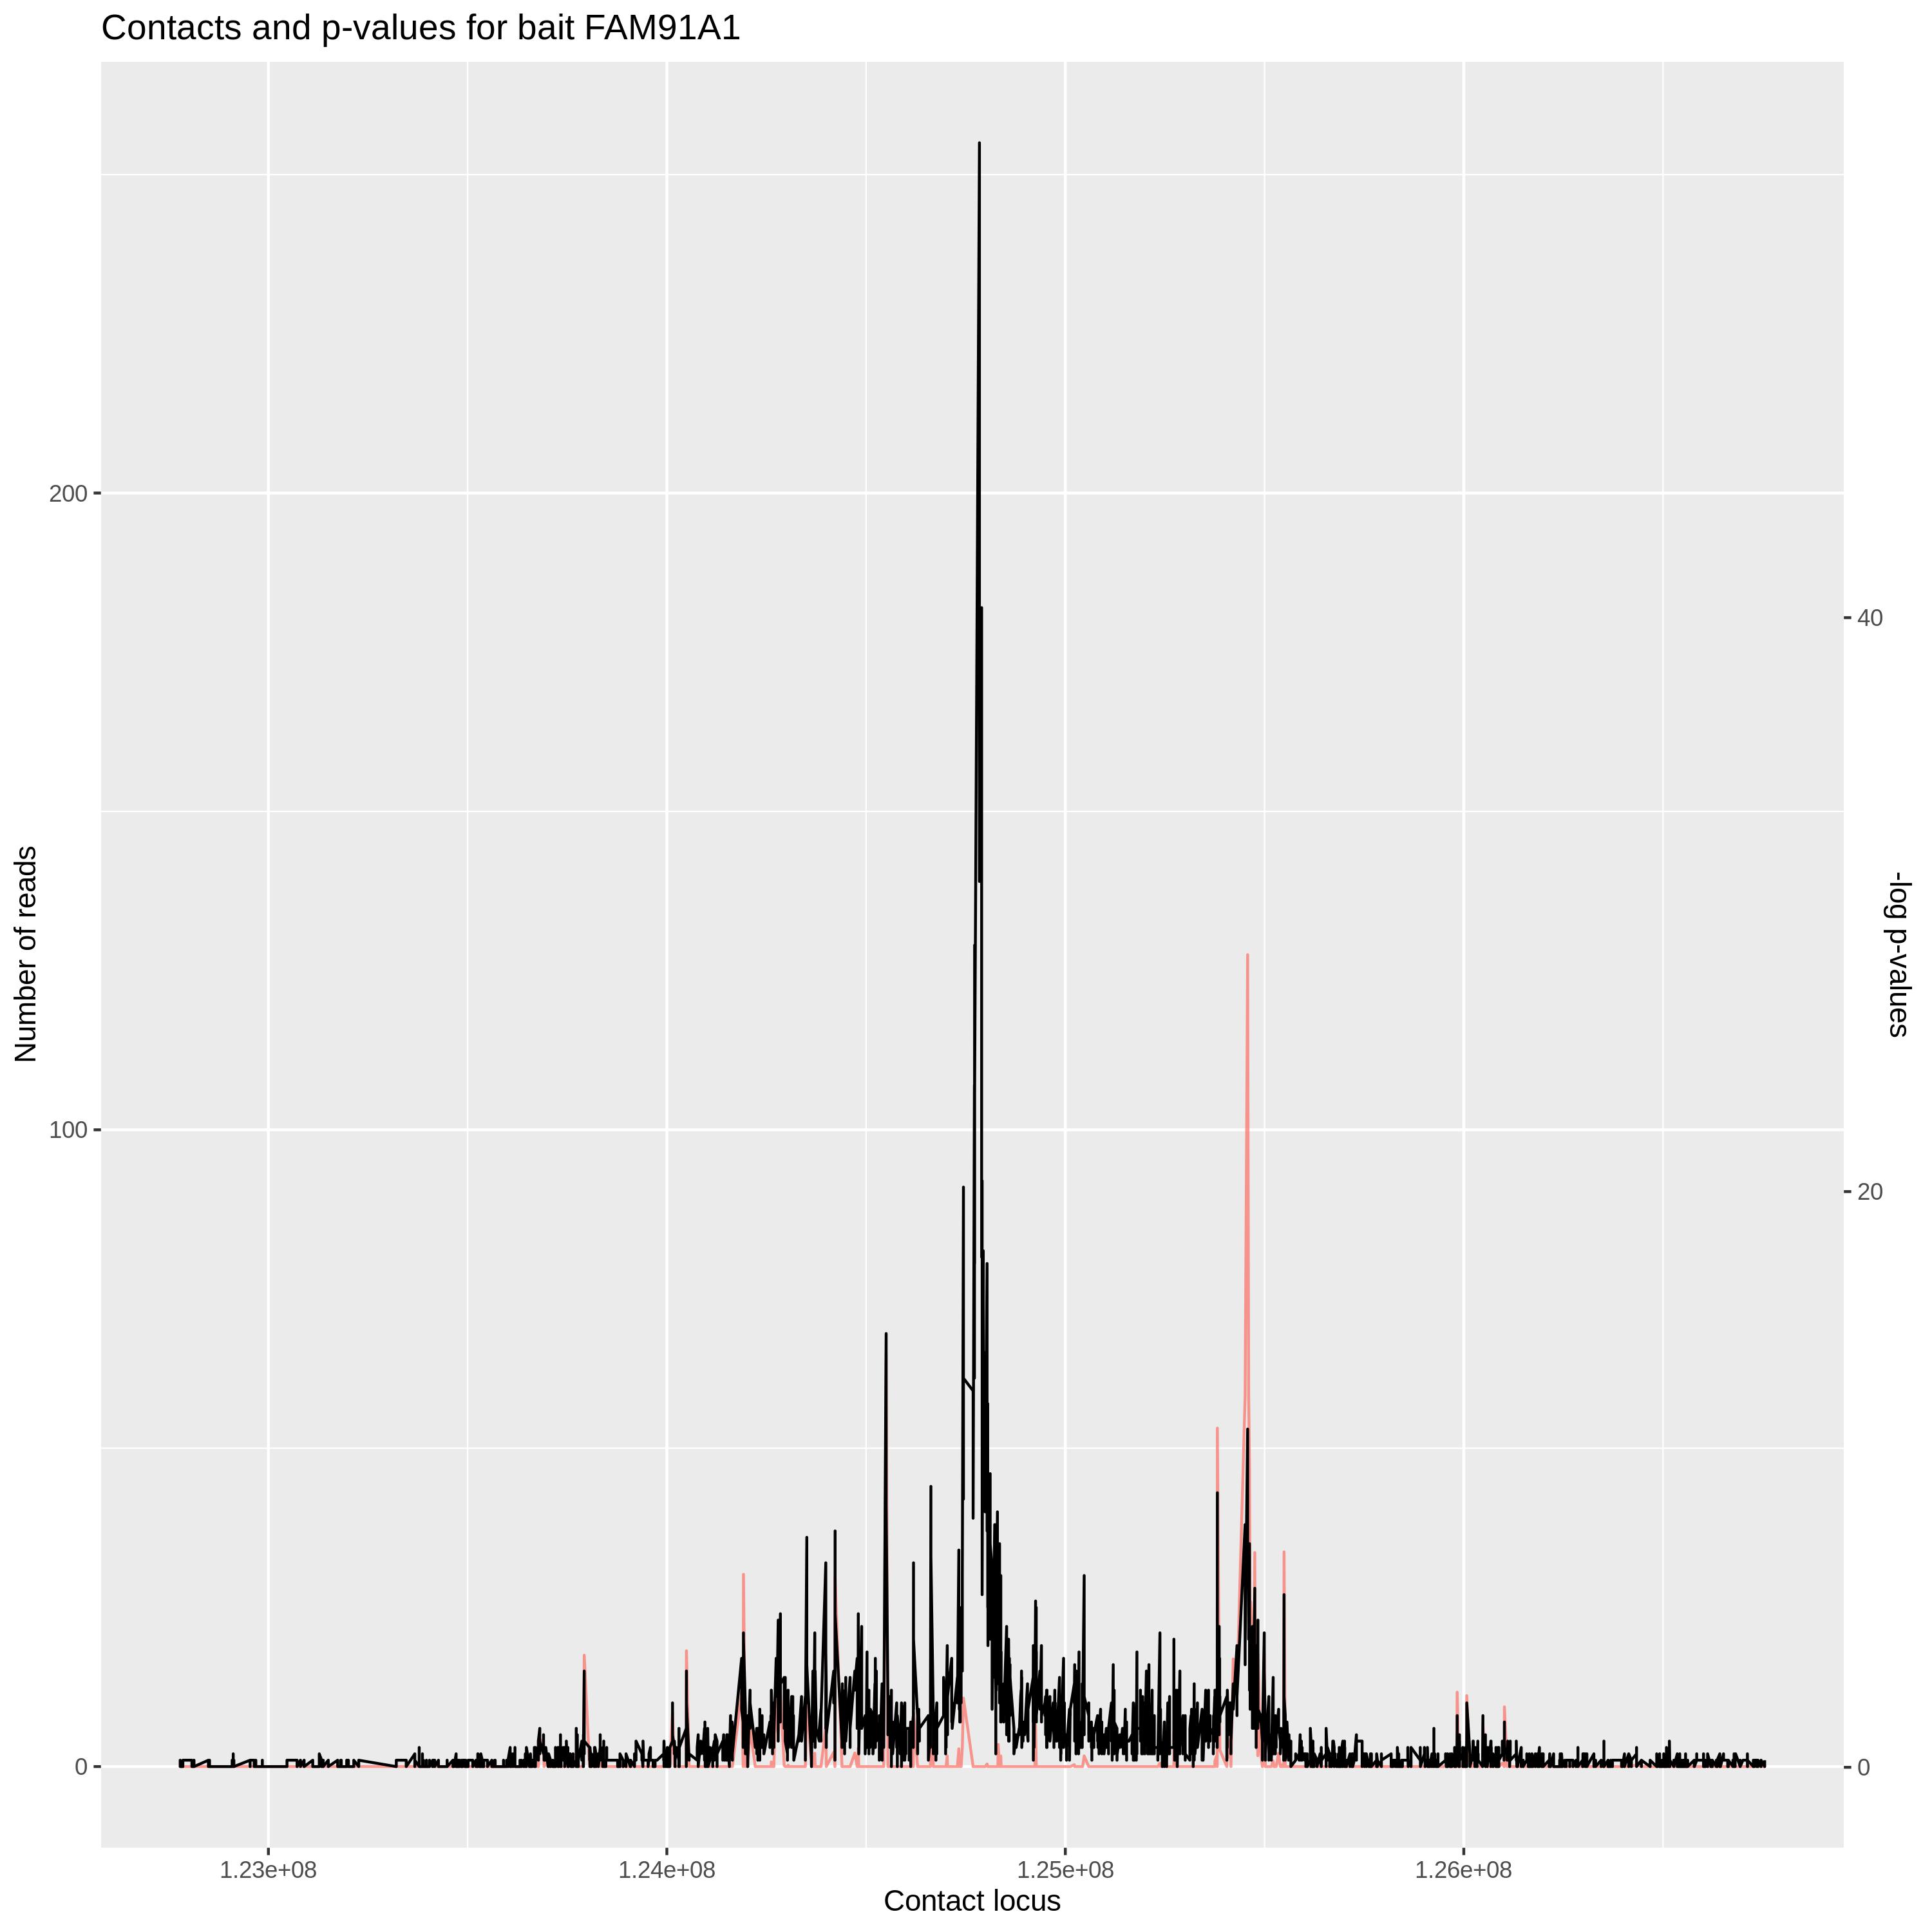 Contacts and p-values for bait FAM91A1
Number of reads
200
100
0
-log p-values
40
20
0
1.23e+08
1.24e+08
1.25e+08
1.26e+08
Contact locus